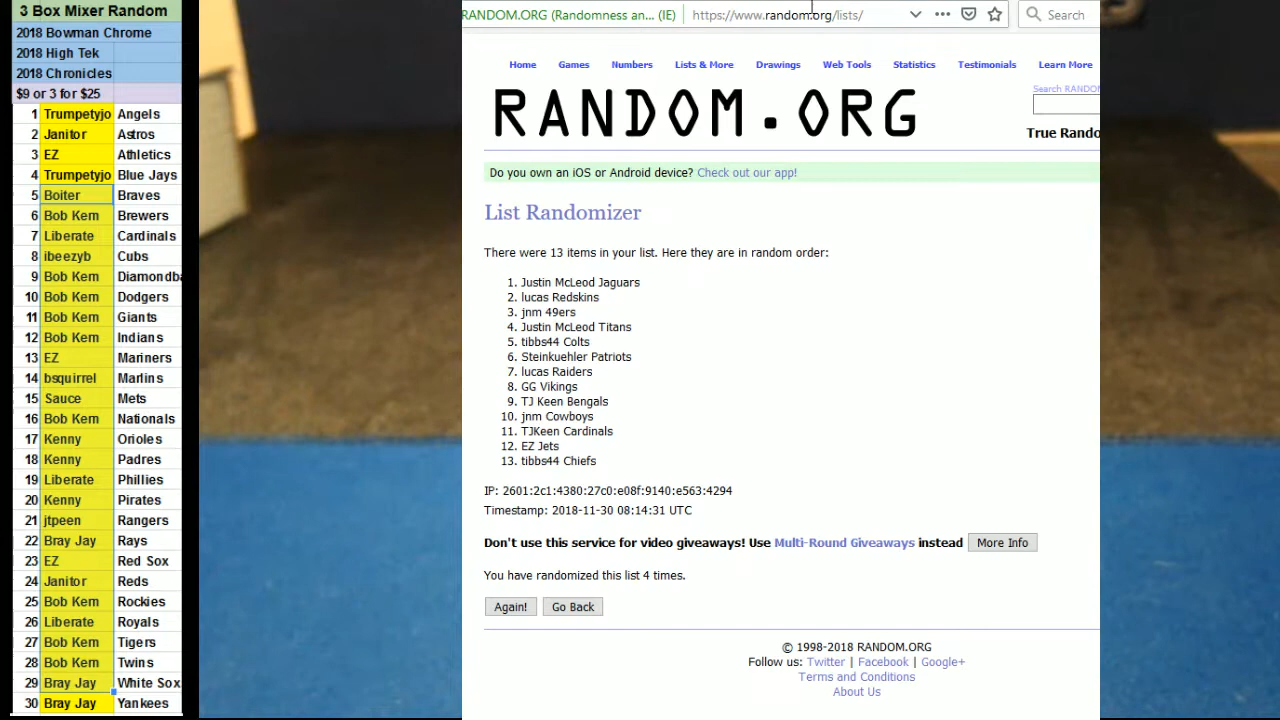 3 Box Mixer Random
2018 Bowman Chrome
2018 High Tek
2018 Chronicles
$9 or 3 for $25
1 Trumpetyjo Angels
2 Janitor Astros
3 EZ Athletics
4 Trumpetyjo Blue Jays
5 Boiter Braves
6 Bob Kern Brewers
7 Liberate Cardinals
8 ibeezyb Cubs
9 Bob Kern Diamondba
10 Bob Kern Dodgers
11 Bob Kern Giants
12 Bob Kern Indians
13 EZ Mariners
14 bsquirrel Marlins
15 Sauce Mets
16 Bob Kern Nationals
17 Kenny Orioles
18 Kenny Padres
19 Liberate Phillies
20 Kenny Pirates
21 jtpeen Rangers
22 Bray Jay Rays
23 EZ Red Sox
24 Janitor Reds
25 Bob Kern Rockies
26 Liberate Royals
27 Bob Kern Tigers
28 Bob Kern Twins
29 Bray Jay White Sox
30 Bray Jay Yankees
RANDOM.ORG (Randomness an... (IE) https://www.random.org/lists/ Search
Home Games Numbers Lists & More Drawings Web Tools Statistics Testimonials Learn More
Search RANDO
RANDOM.ORG
True Rando
Do you own an iOS or Android device? Check out our app!
List Randomizer
There were 13 items in your list. Here they are in random order:
1. Justin McLeod Jaguars
2. lucas Redskins
3. jnm 49ers
4. Justin McLeod Titans
5. tibbs44 Colts
6. Steinkuehler Patriots
7. lucas Raiders
8. GG Vikings
9. TJ Keen Bengals
10. jnm Cowboys
11. TJKeen Cardinals
12. EZ Jets
13. tibbs44 Chiefs
IP: 2601:2c1:4380:27c0:e08f:9140:e563:4294
Timestamp: 2018-11-30 08:14:31 UTC
Don't use this service for video giveaways! Use Multi-Round Giveaways instead More Info
You have randomized this list 4 times.
Again! Go Back
© 1998-2018 RANDOM.ORG
Follow us: Twitter | Facebook | Google+
Terms and Conditions
About Us